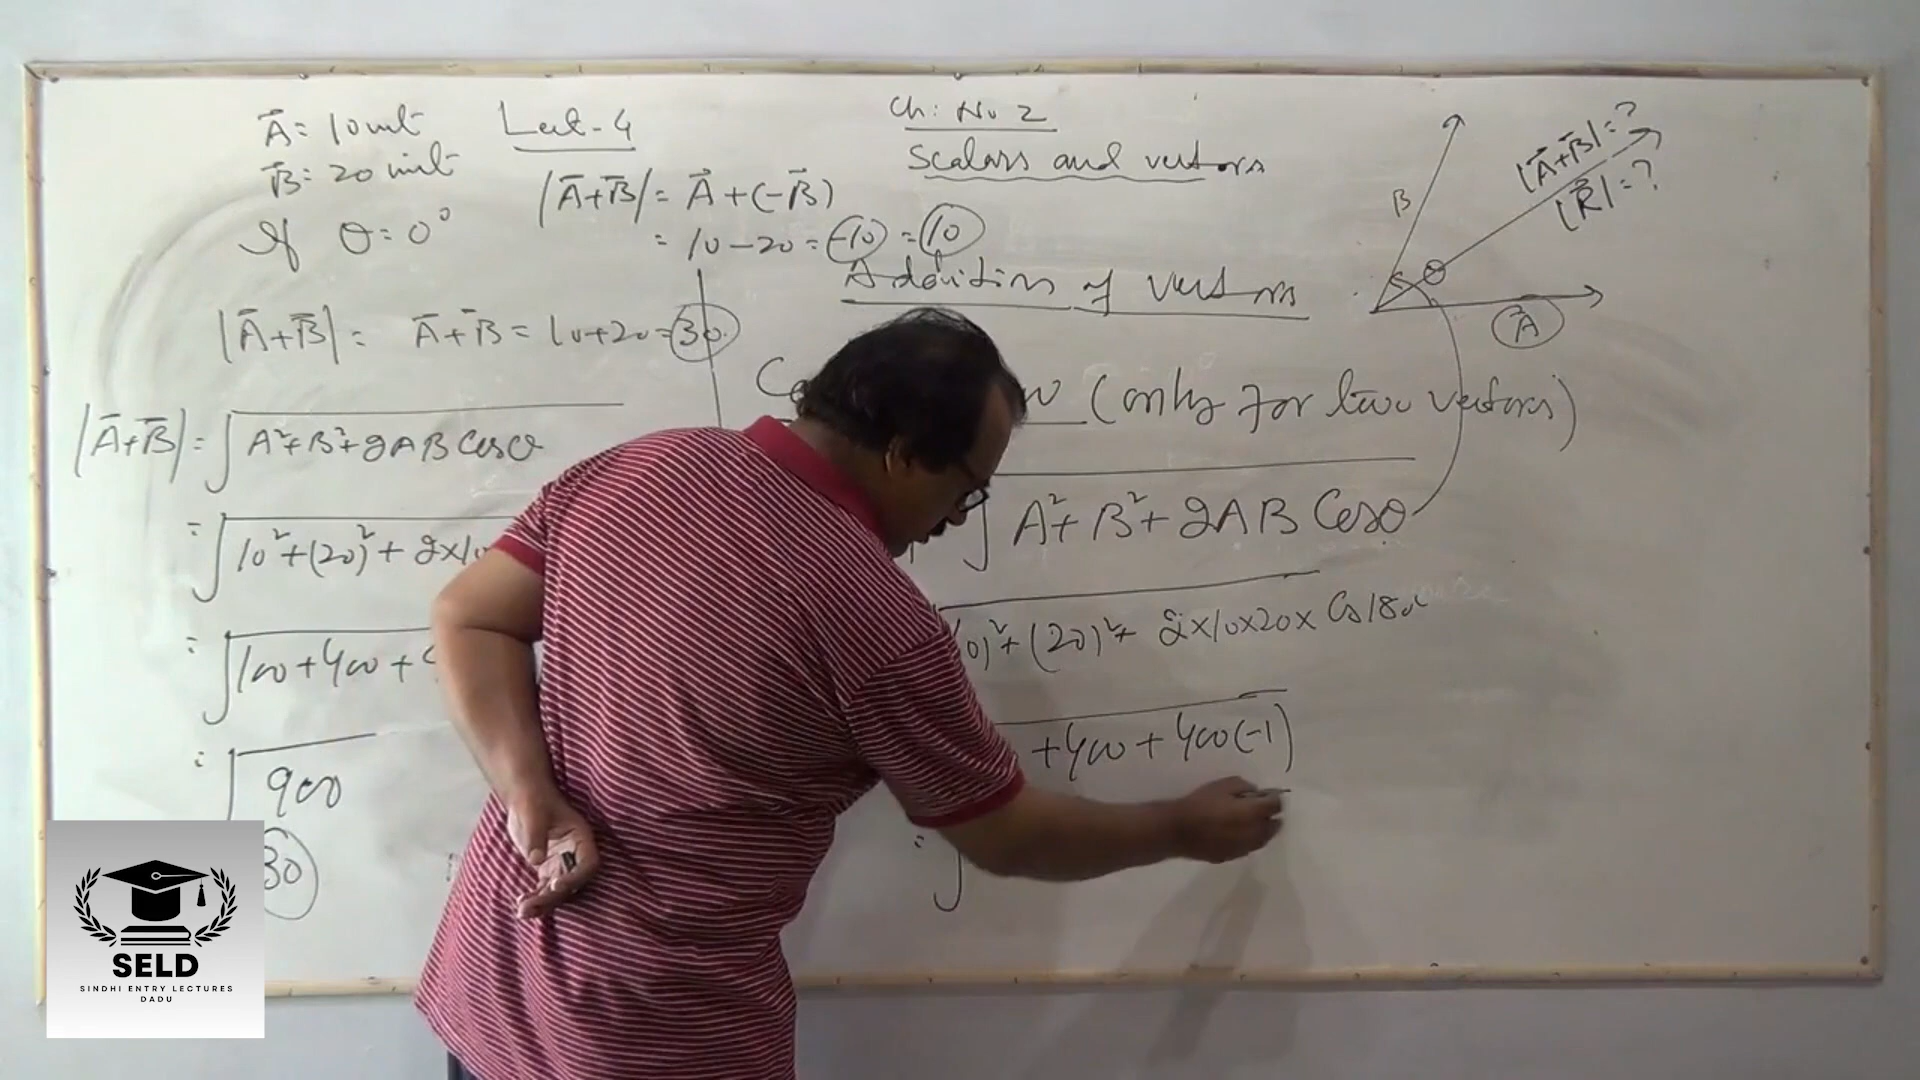 A⃗ = 10 unit
Lect-4
B⃗ = 20 unit
If θ = 0°
|A⃗+B⃗| = A⃗ + (-B⃗)
= 10 - 20 = -10 = 10
|A⃗+B⃗| = A⃗+B⃗ = 10+20 = 30
|A⃗+B⃗| = √A²+B²+2AB Cosθ
= √10²+(20)²+2×10
= √100+400+
= √900
30
Ch: No 2
Scalars and vectors
Addition of vectors
(only for two vectors)
√A²+B²+2AB Cosθ
0)²+(20)²+ 2×10×20× Cos180°
+400+400(-1)
= √
B
|A⃗+B⃗| = ?
|R⃗| = ?
θ
A⃗
SELD
SINDHI ENTRY LECTURES
DADU